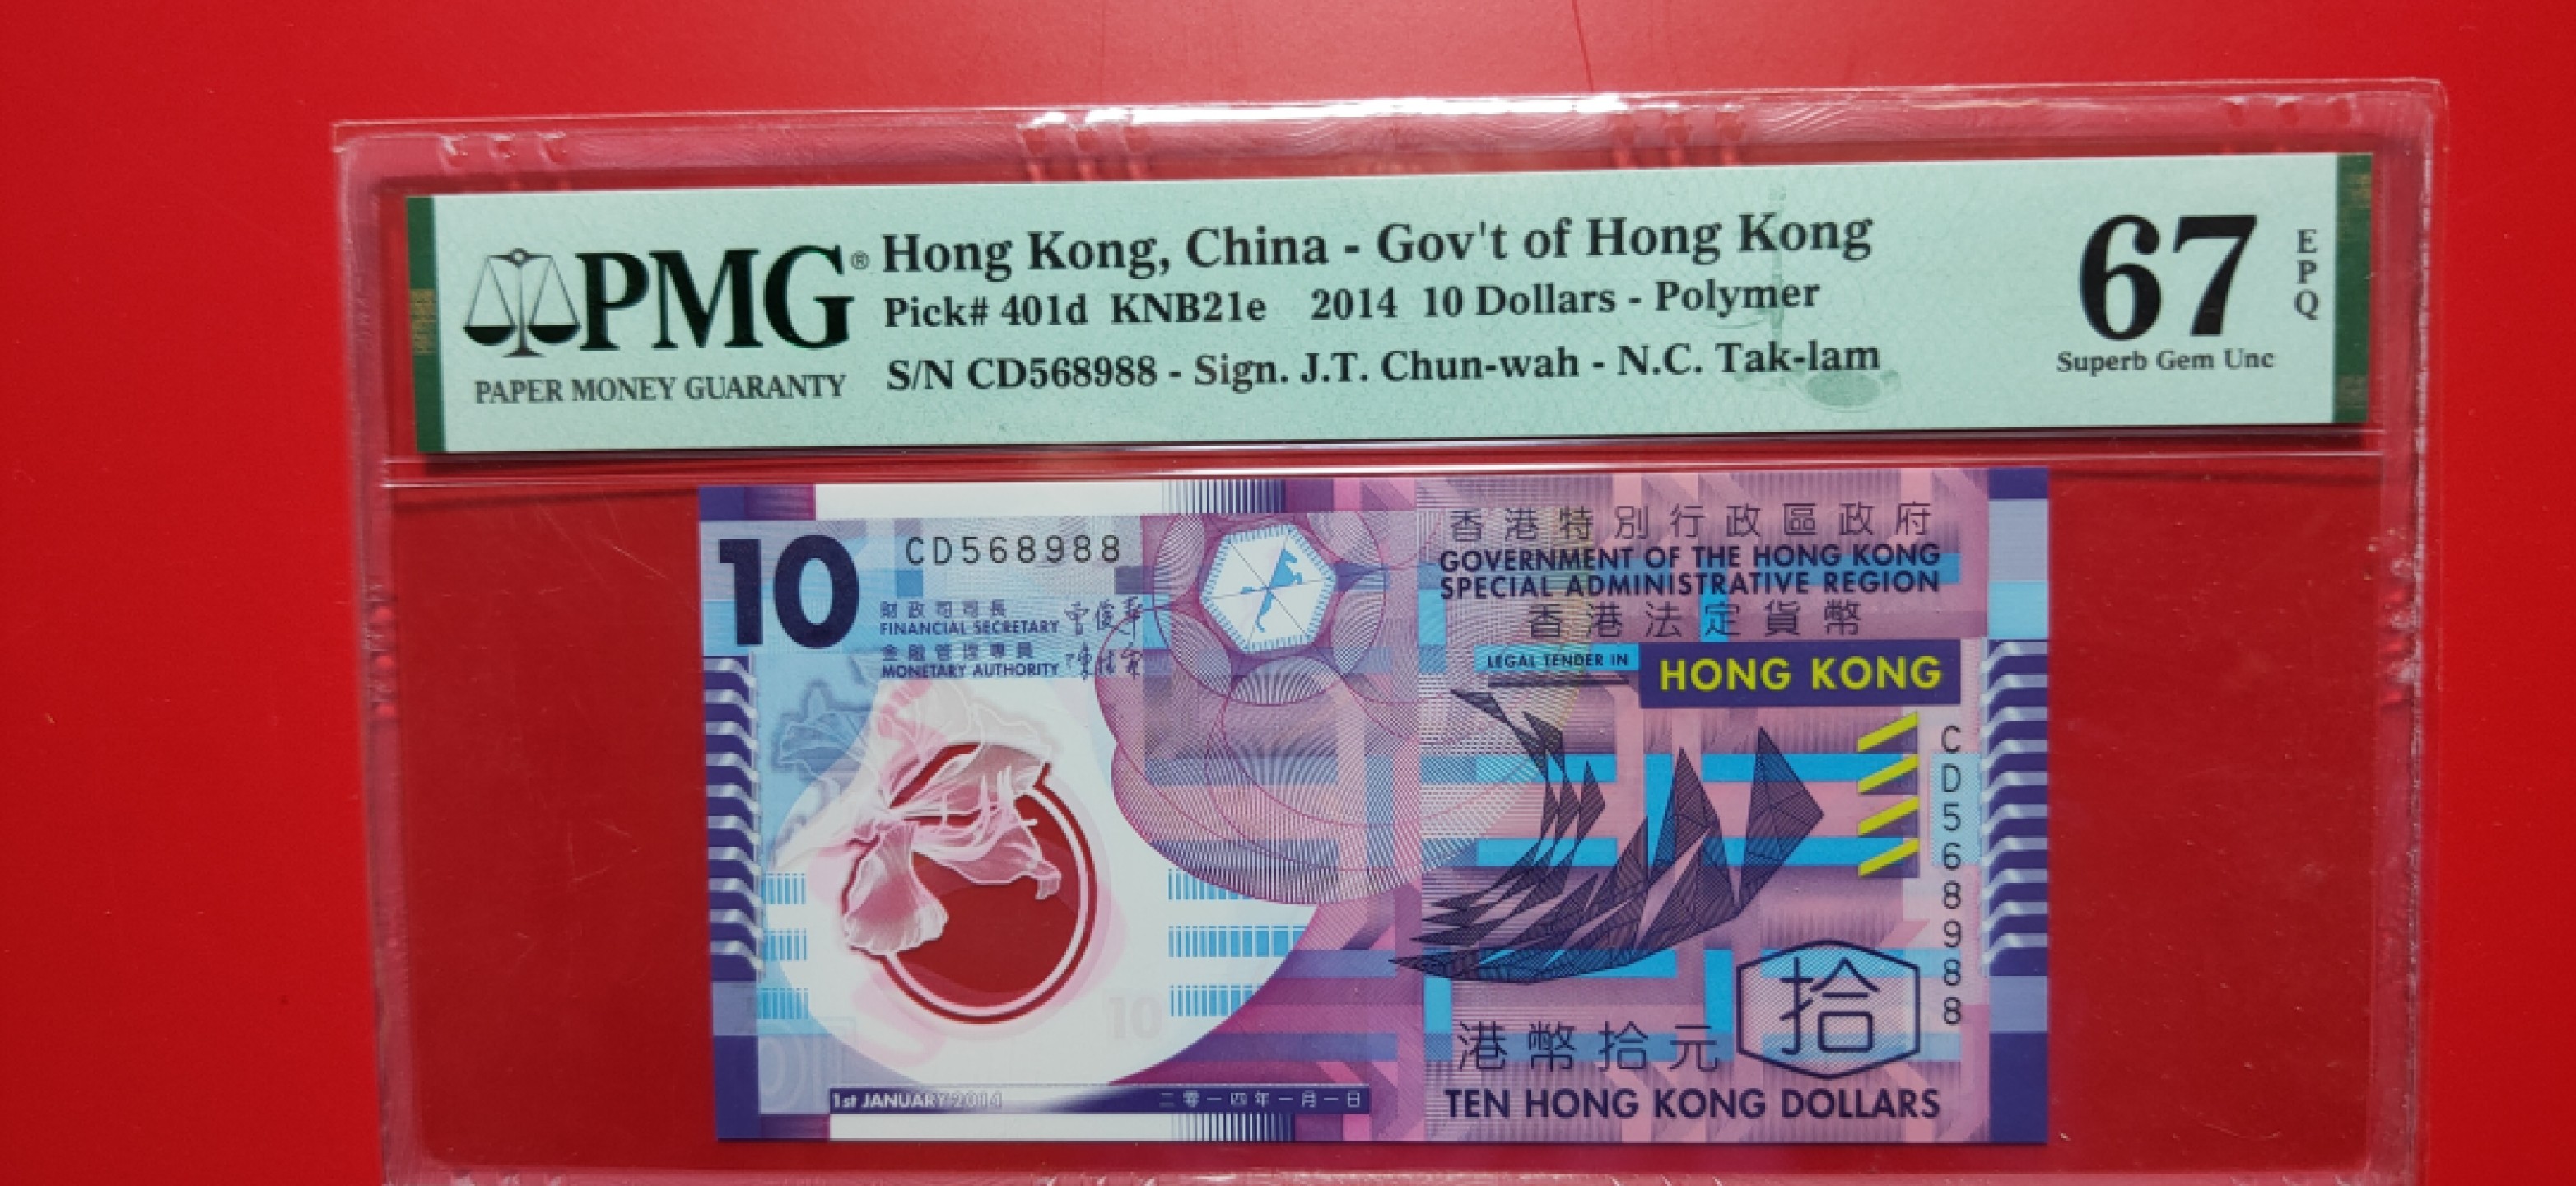 PMG®
PAPER MONEY GUARANTY
Hong Kong, China - Gov't of Hong Kong
Pick# 401d KNB21e 2014 10 Dollars - Polymer
S/N CD568988 - Sign. J.T. Chun-wah - N.C. Tak-lam
67
EPQ
Superb Gem Unc
10
CD568988
財政司司長
FINANCIAL SECRETARY
金融管理專員
MONETARY AUTHORITY
香港特別行政區政府
GOVERNMENT OF THE HONG KONG
SPECIAL ADMINISTRATIVE REGION
香港法定貨幣
LEGAL TENDER IN
HONG KONG
CD568988
10
港幣拾元
拾
TEN HONG KONG DOLLARS
1st JANUARY 2014
二零一四年一月一日